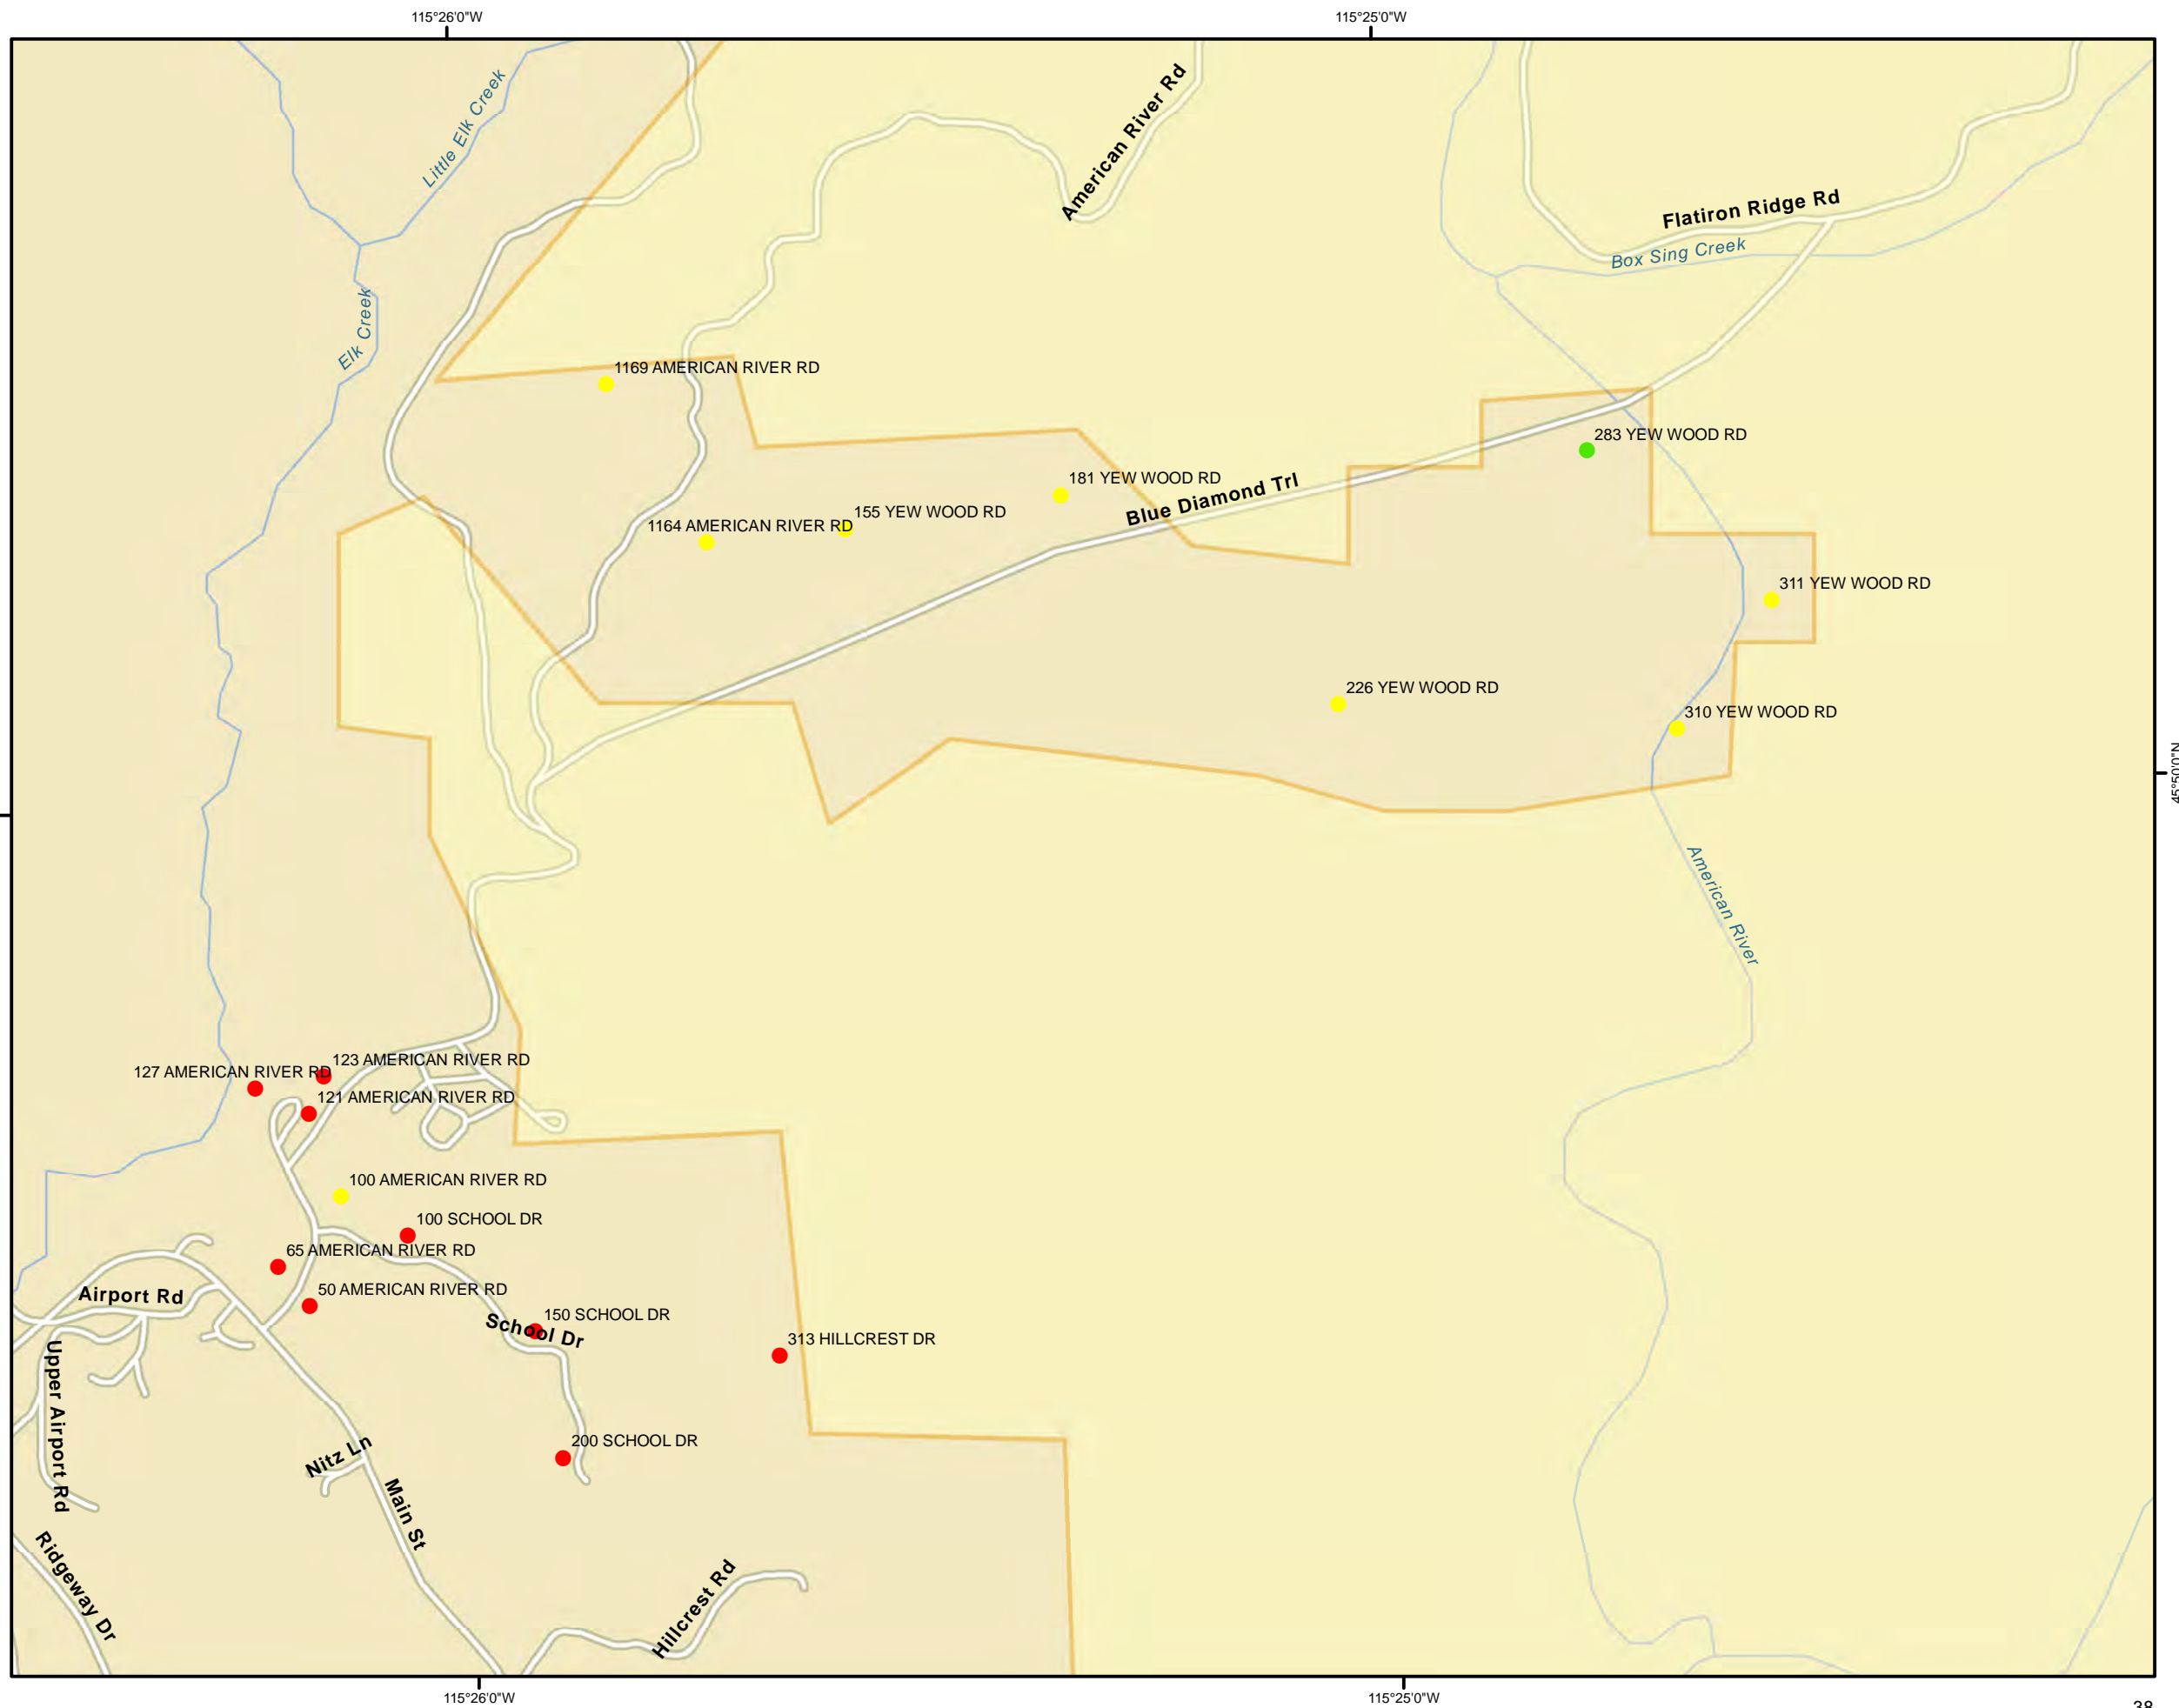 115°26'0"W
115°25'0"W
Little Elk Creek
American River Rd
Flatiron Ridge Rd
Box Sing Creek
Elk Creek
1169 AMERICAN RIVER RD
283 YEW WOOD RD
181 YEW WOOD RD
Blue Diamond Trl
155 YEW WOOD RD
1164 AMERICAN RIVER RD
311 YEW WOOD RD
226 YEW WOOD RD
310 YEW WOOD RD
45°50'0"N
American River
123 AMERICAN RIVER RD
127 AMERICAN RIVER RD
121 AMERICAN RIVER RD
100 AMERICAN RIVER RD
100 SCHOOL DR
65 AMERICAN RIVER RD
50 AMERICAN RIVER RD
Airport Rd
150 SCHOOL DR
School Dr
313 HILLCREST DR
Upper Airport Rd
200 SCHOOL DR
Nitz Ln
Main St
Ridgeway Dr
Hillcrest Rd
115°26'0"W
115°25'0"W
38